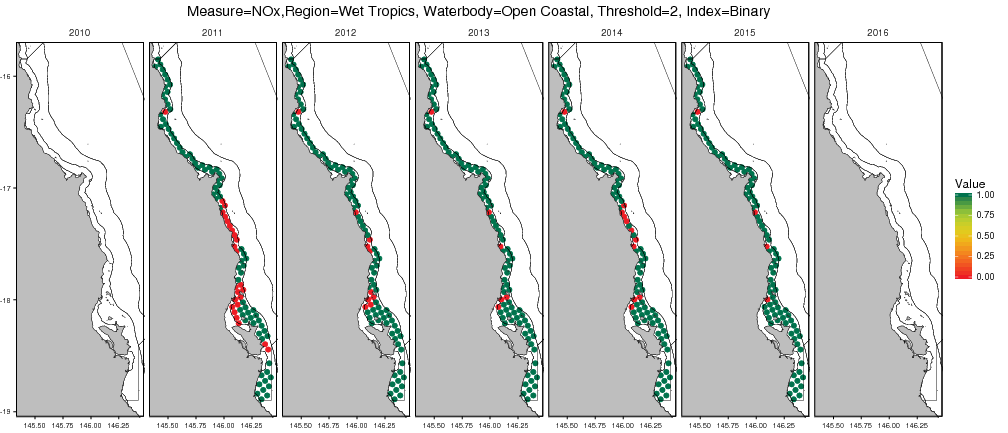 Measure=NOx,Region=Wet Tropics, Waterbody=Open Coastal, Threshold=2, Index=Binary
2010 2011 2012 2013 2014 2015 2016
-16
-17
-18
-19
Value
1.00
0.75
0.50
0.25
0.00
145.50 145.75 146.00 146.25 145.50 145.75 146.00 146.25 145.50 145.75 146.00 146.25 145.50 145.75 146.00 146.25 145.50 145.75 146.00 146.25 145.50 145.75 146.00 146.25 145.50 145.75 146.00 146.25